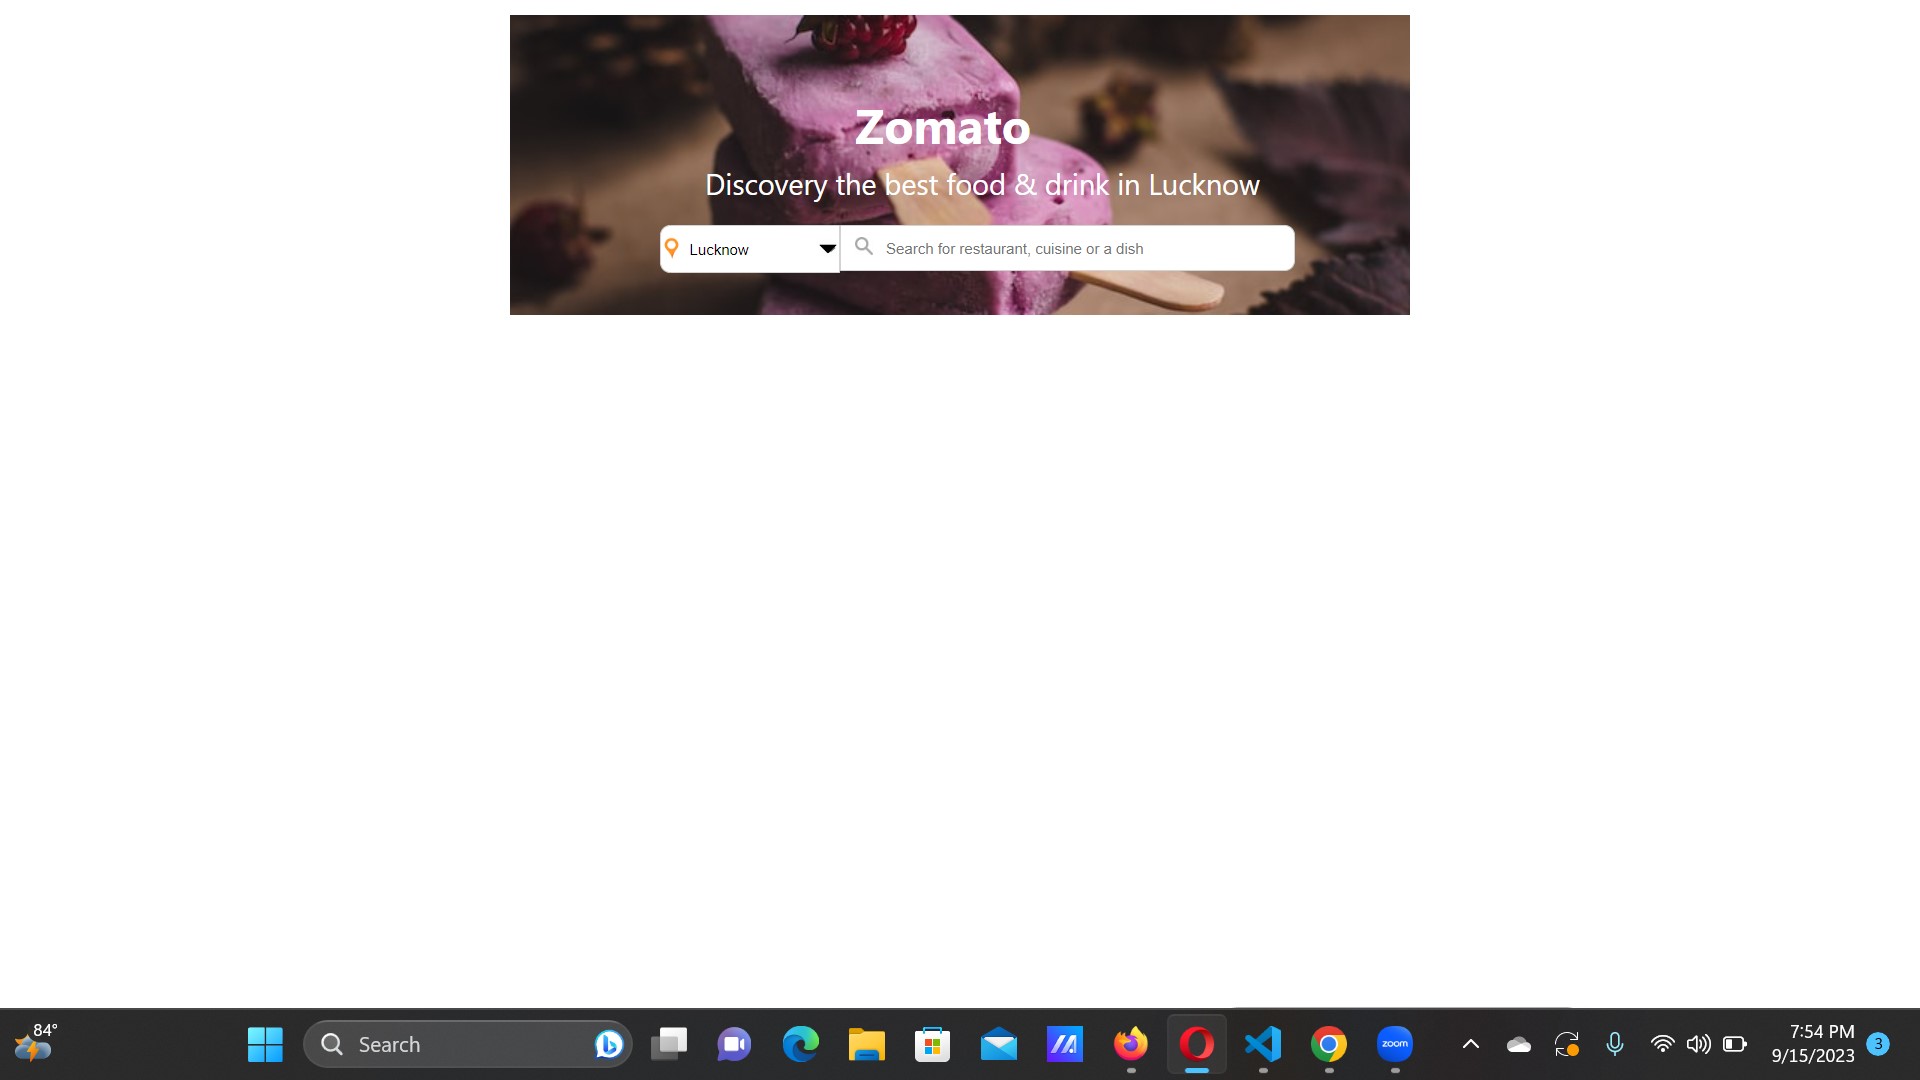 Zomato
Discovery the best food & drink in Lucknow
Lucknow
Search for restaurant, cuisine or a dish
84°
Search
zoom
7:54 PM
9/15/2023
3